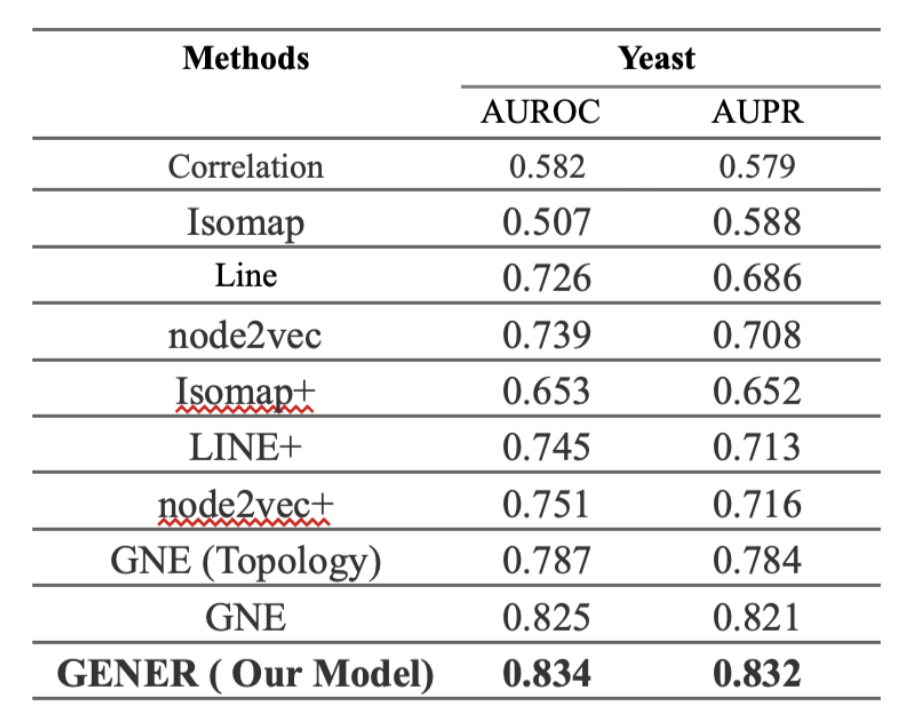 Methods Yeast
AUROC AUPR
Correlation 0.582 0.579
Isomap 0.507 0.588
Line 0.726 0.686
node2vec 0.739 0.708
Isomap+ 0.653 0.652
LINE+ 0.745 0.713
node2vec+ 0.751 0.716
GNE (Topology) 0.787 0.784
GNE 0.825 0.821
GENER ( Our Model) 0.834 0.832